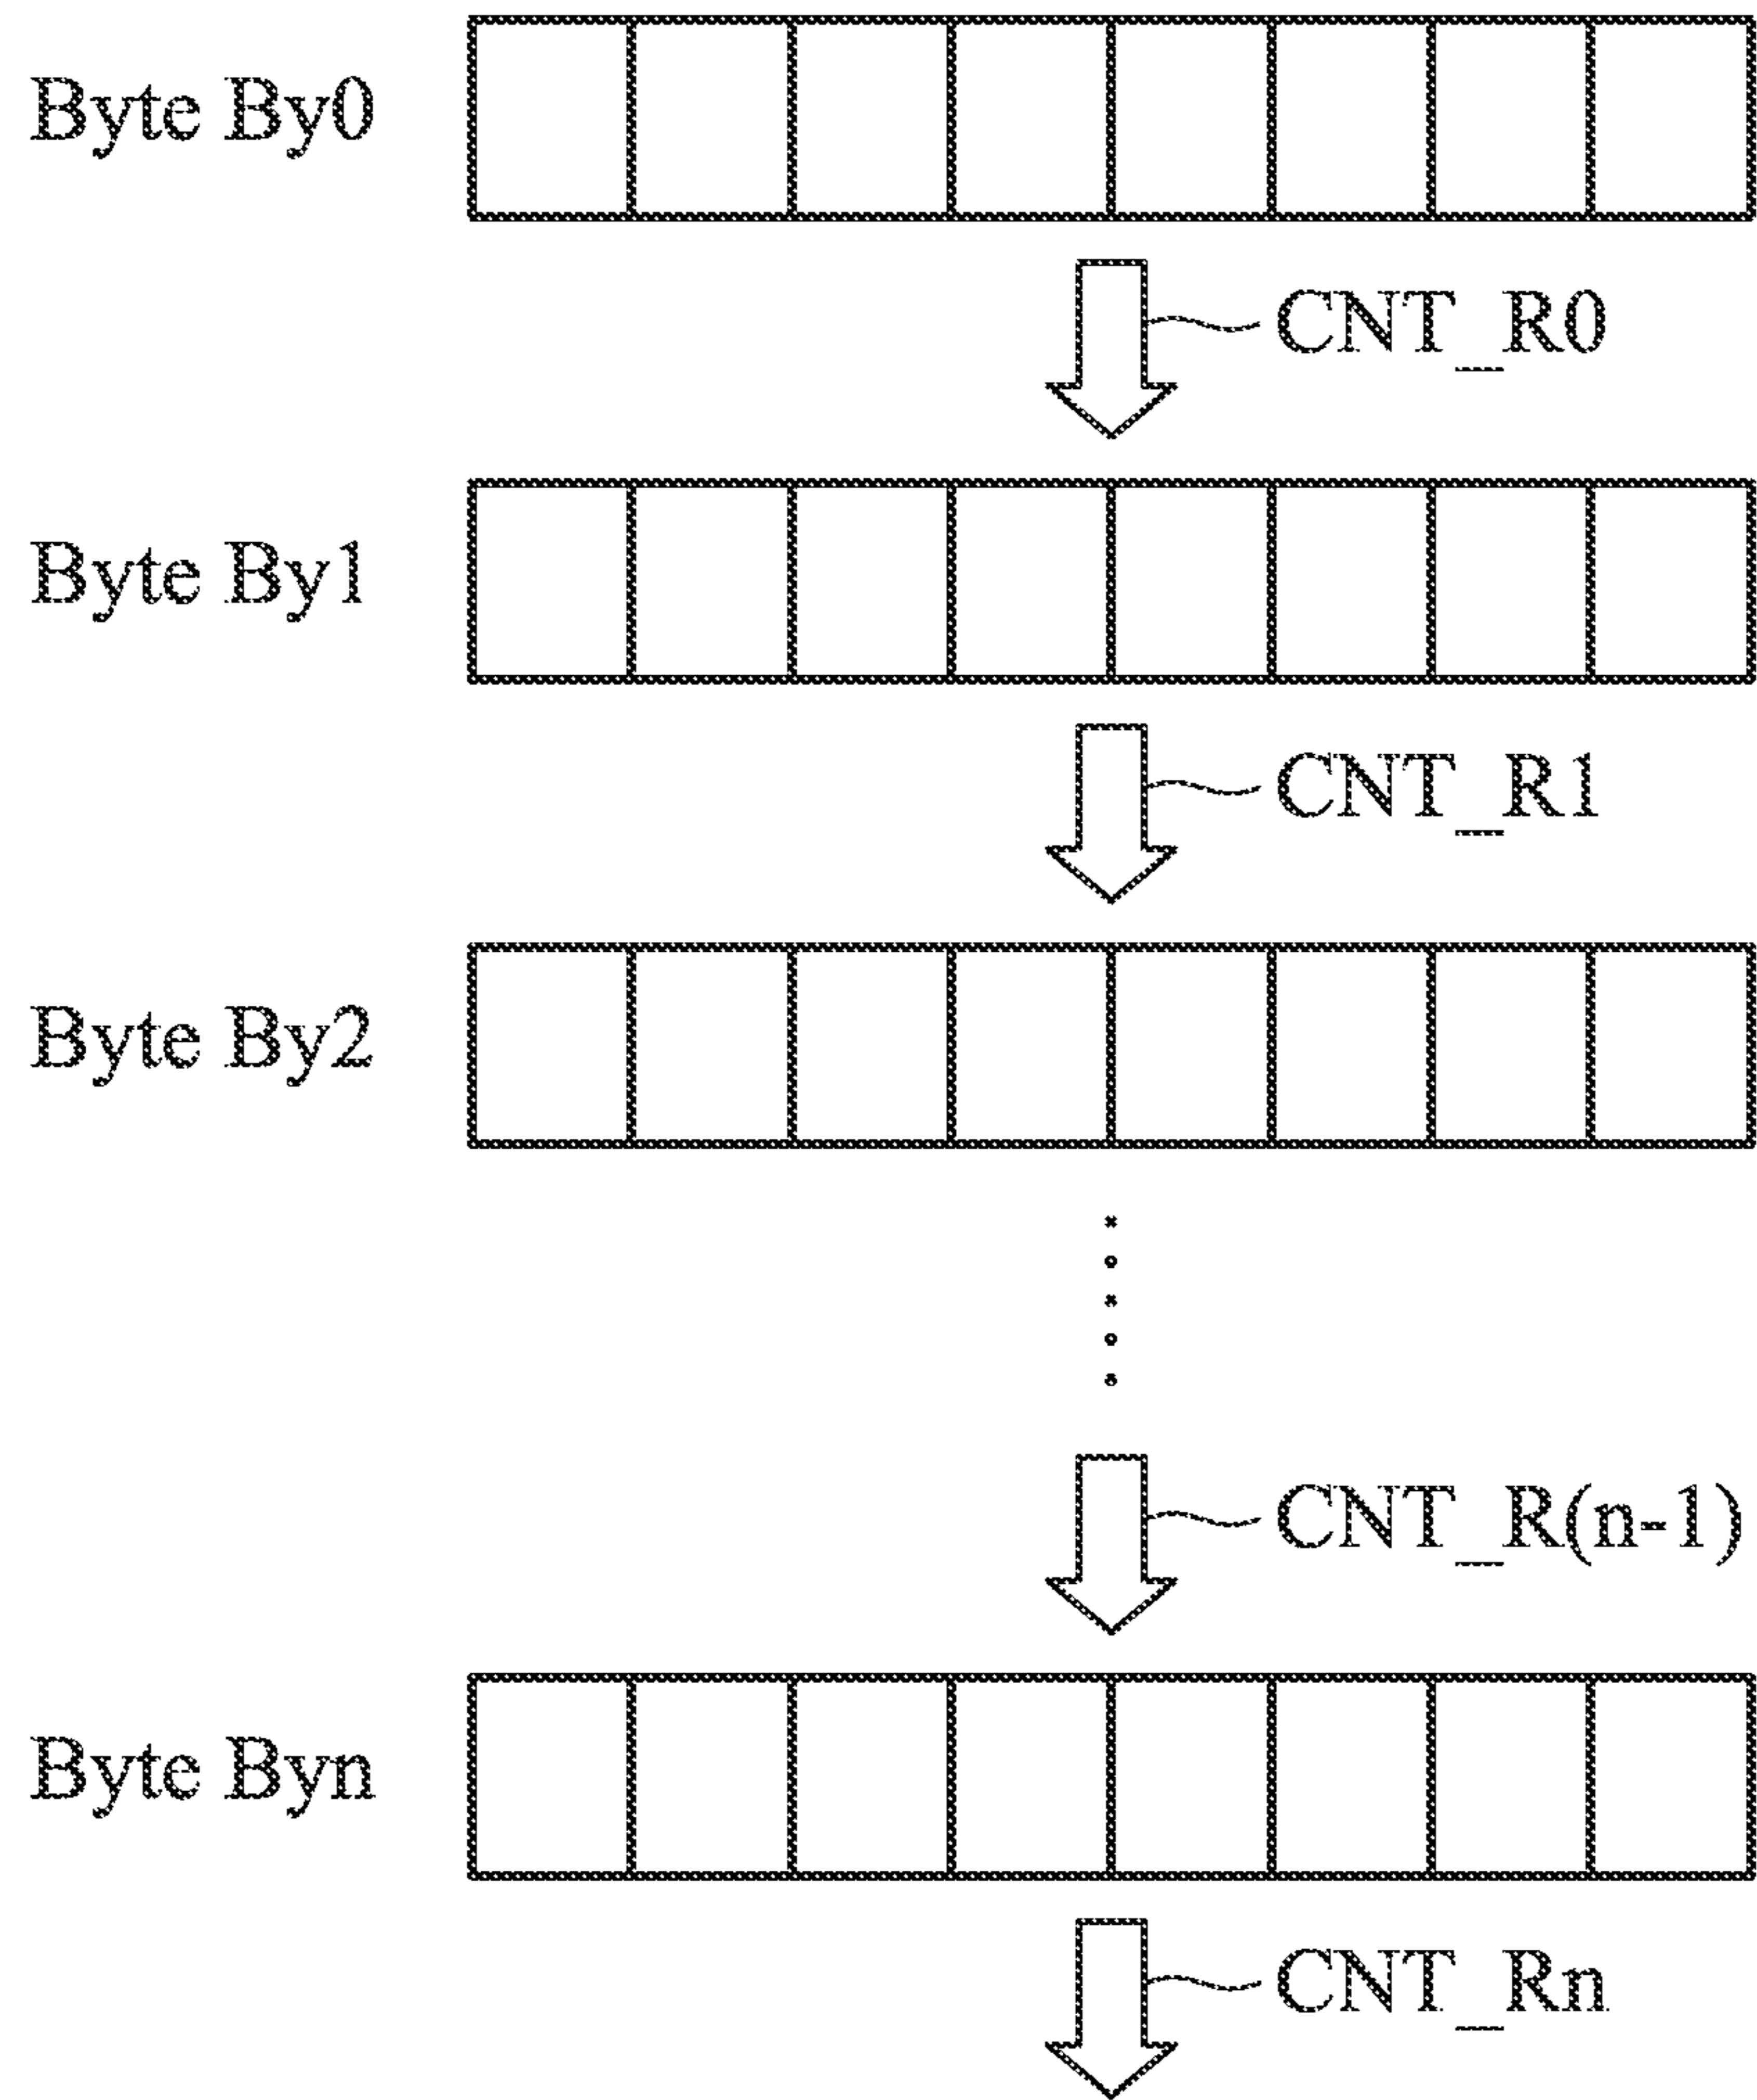 Byte By0
CNT_R0
Byte By1
CNT_R1
Byte By2
CNT_R(n-1)
Byte Byn
CNT_Rn